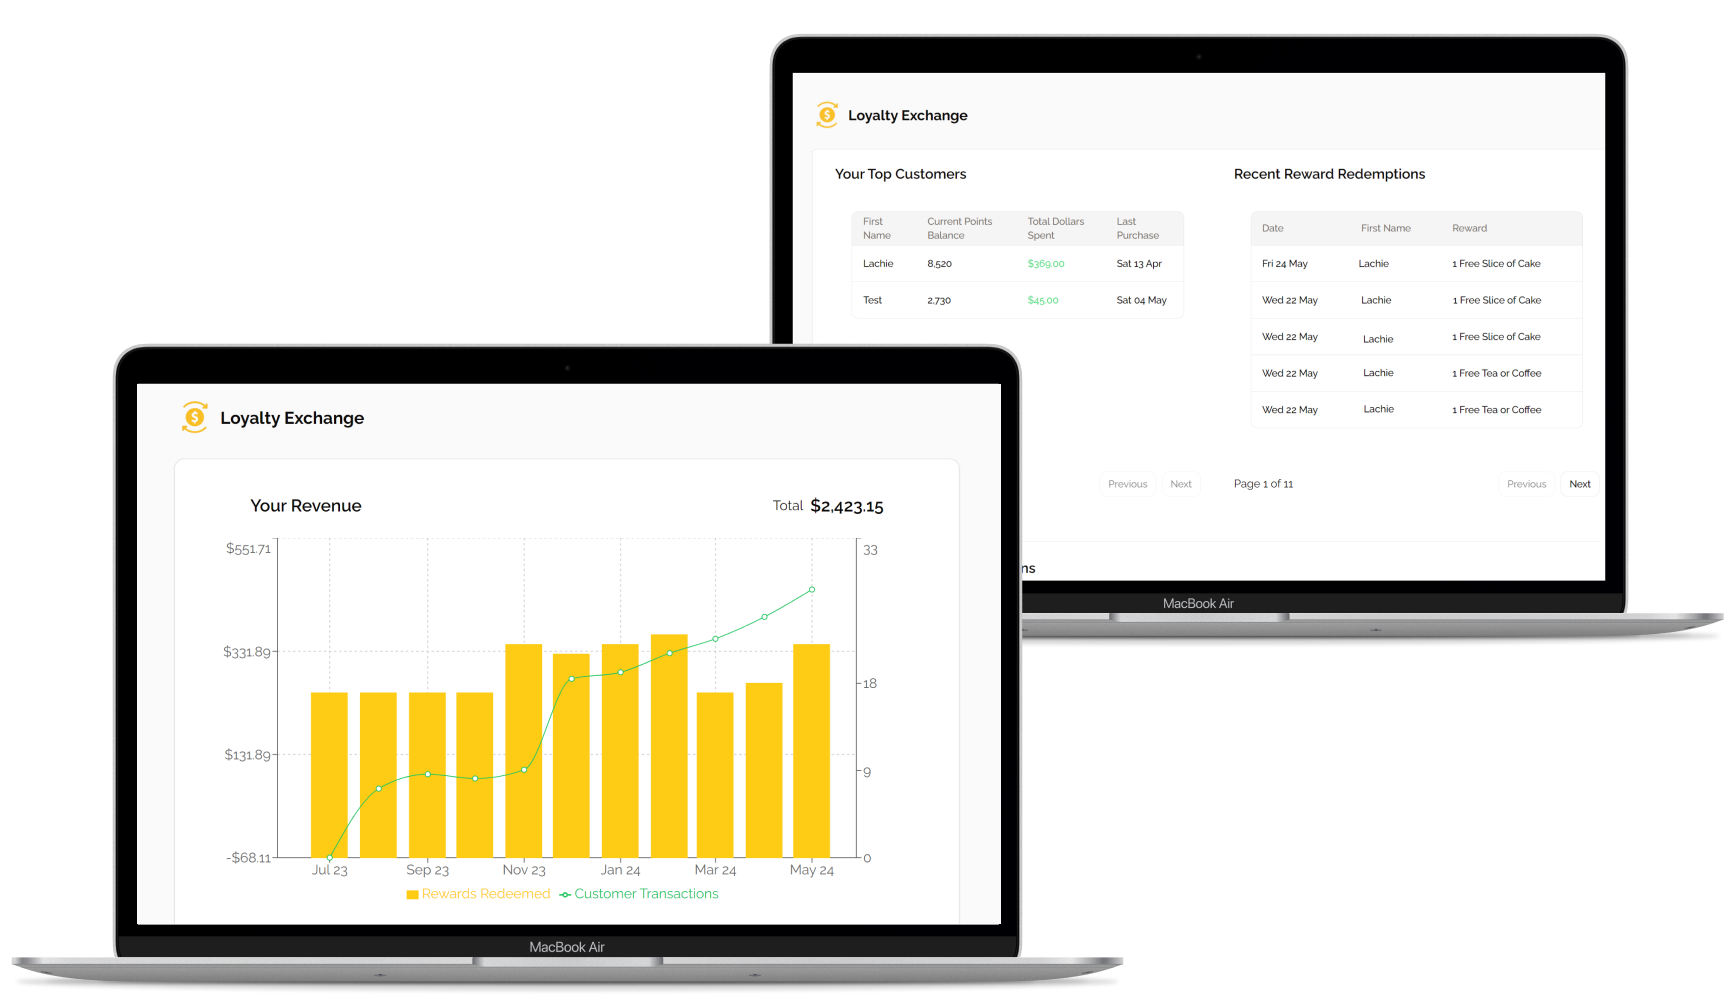 Loyalty Exchange
Your Top Customers
First Name Current Points Balance Total Dollars Spent Last Purchase
Lachie 8,520 $369.00 Sat 13 Apr
Test 2,730 $45.00 Sat 04 May
Previous Next
Recent Reward Redemptions
Date First Name Reward
Fri 24 May Lachie 1 Free Slice of Cake
Wed 22 May Lachie 1 Free Slice of Cake
Wed 22 May Lachie 1 Free Slice of Cake
Wed 22 May Lachie 1 Free Tea or Coffee
Wed 22 May Lachie 1 Free Tea or Coffee
Page 1 of 11 Previous Next
ns
MacBook Air
Loyalty Exchange
Your Revenue Total $2,423.15
$551.71 33
$331.89 18
$131.89 9
-$68.11 0
Jul 23 Sep 23 Nov 23 Jan 24 Mar 24 May 24
Rewards Redeemed Customer Transactions
MacBook Air